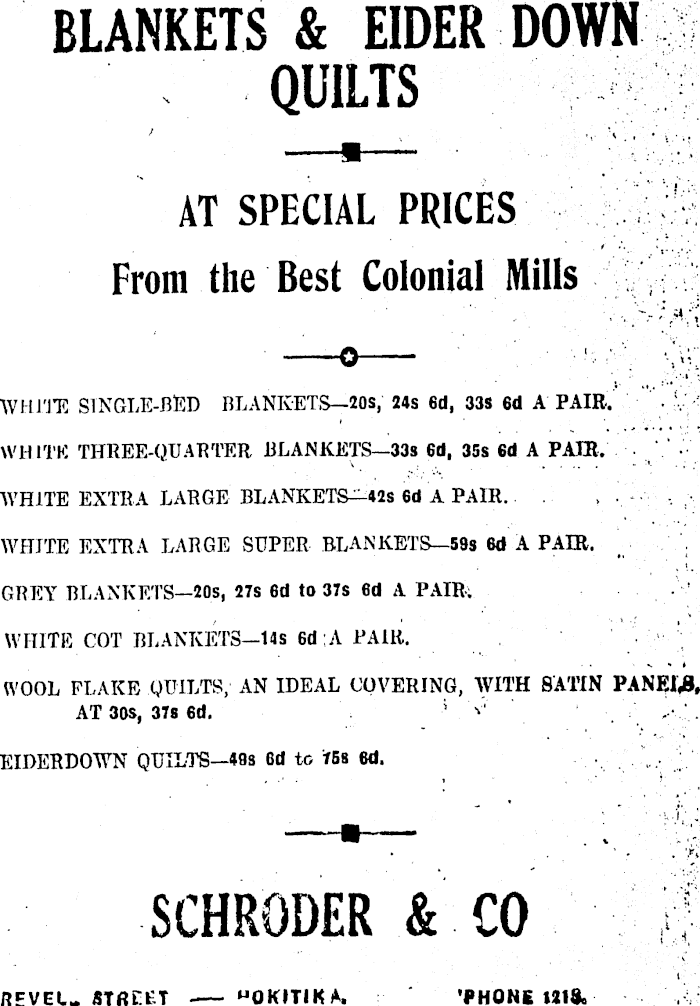 BLANKETS & EIDER DOWN
QUILTS
AT SPECIAL PRICES
From the Best Colonial Mills
WHITE SINGLE-BED BLANKETS—20s, 24s 6d, 33s 6d A PAIR.
WHITE THREE-QUARTER BLANKETS—33s 6d, 35s 6d A PAIR.
WHITE EXTRA LARGE BLANKETS—42s 6d A PAIR.
WHITE EXTRA LARGE SUPER BLANKETS—59s 6d A PAIR.
GREY BLANKETS—20s, 27s 6d to 37s 6d A PAIR.
WHITE COT BLANKETS—14s 6d A PAIR.
WOOL FLAKE QUILTS, AN IDEAL COVERING, WITH SATIN PANELS,
AT 30s, 37s 6d.
EIDERDOWN QUILTS—49s 6d to 75s 6d.
SCHRODER & CO
REVELL STREET — HOKITIKA. 'PHONE 1218.